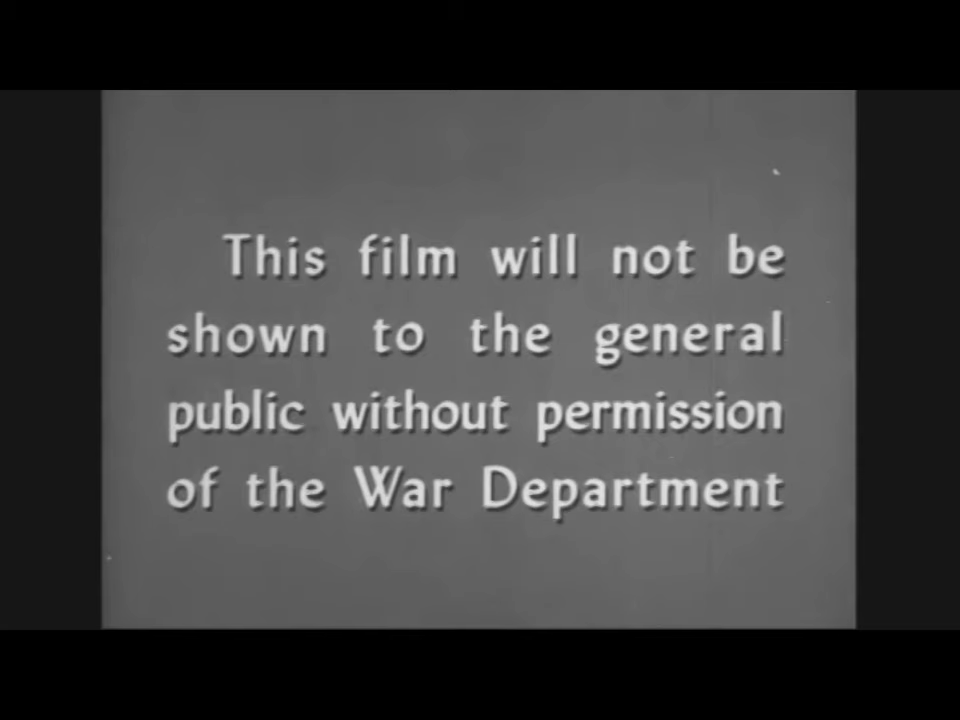 This film will not be
shown to the general
public without permission
of the War Department